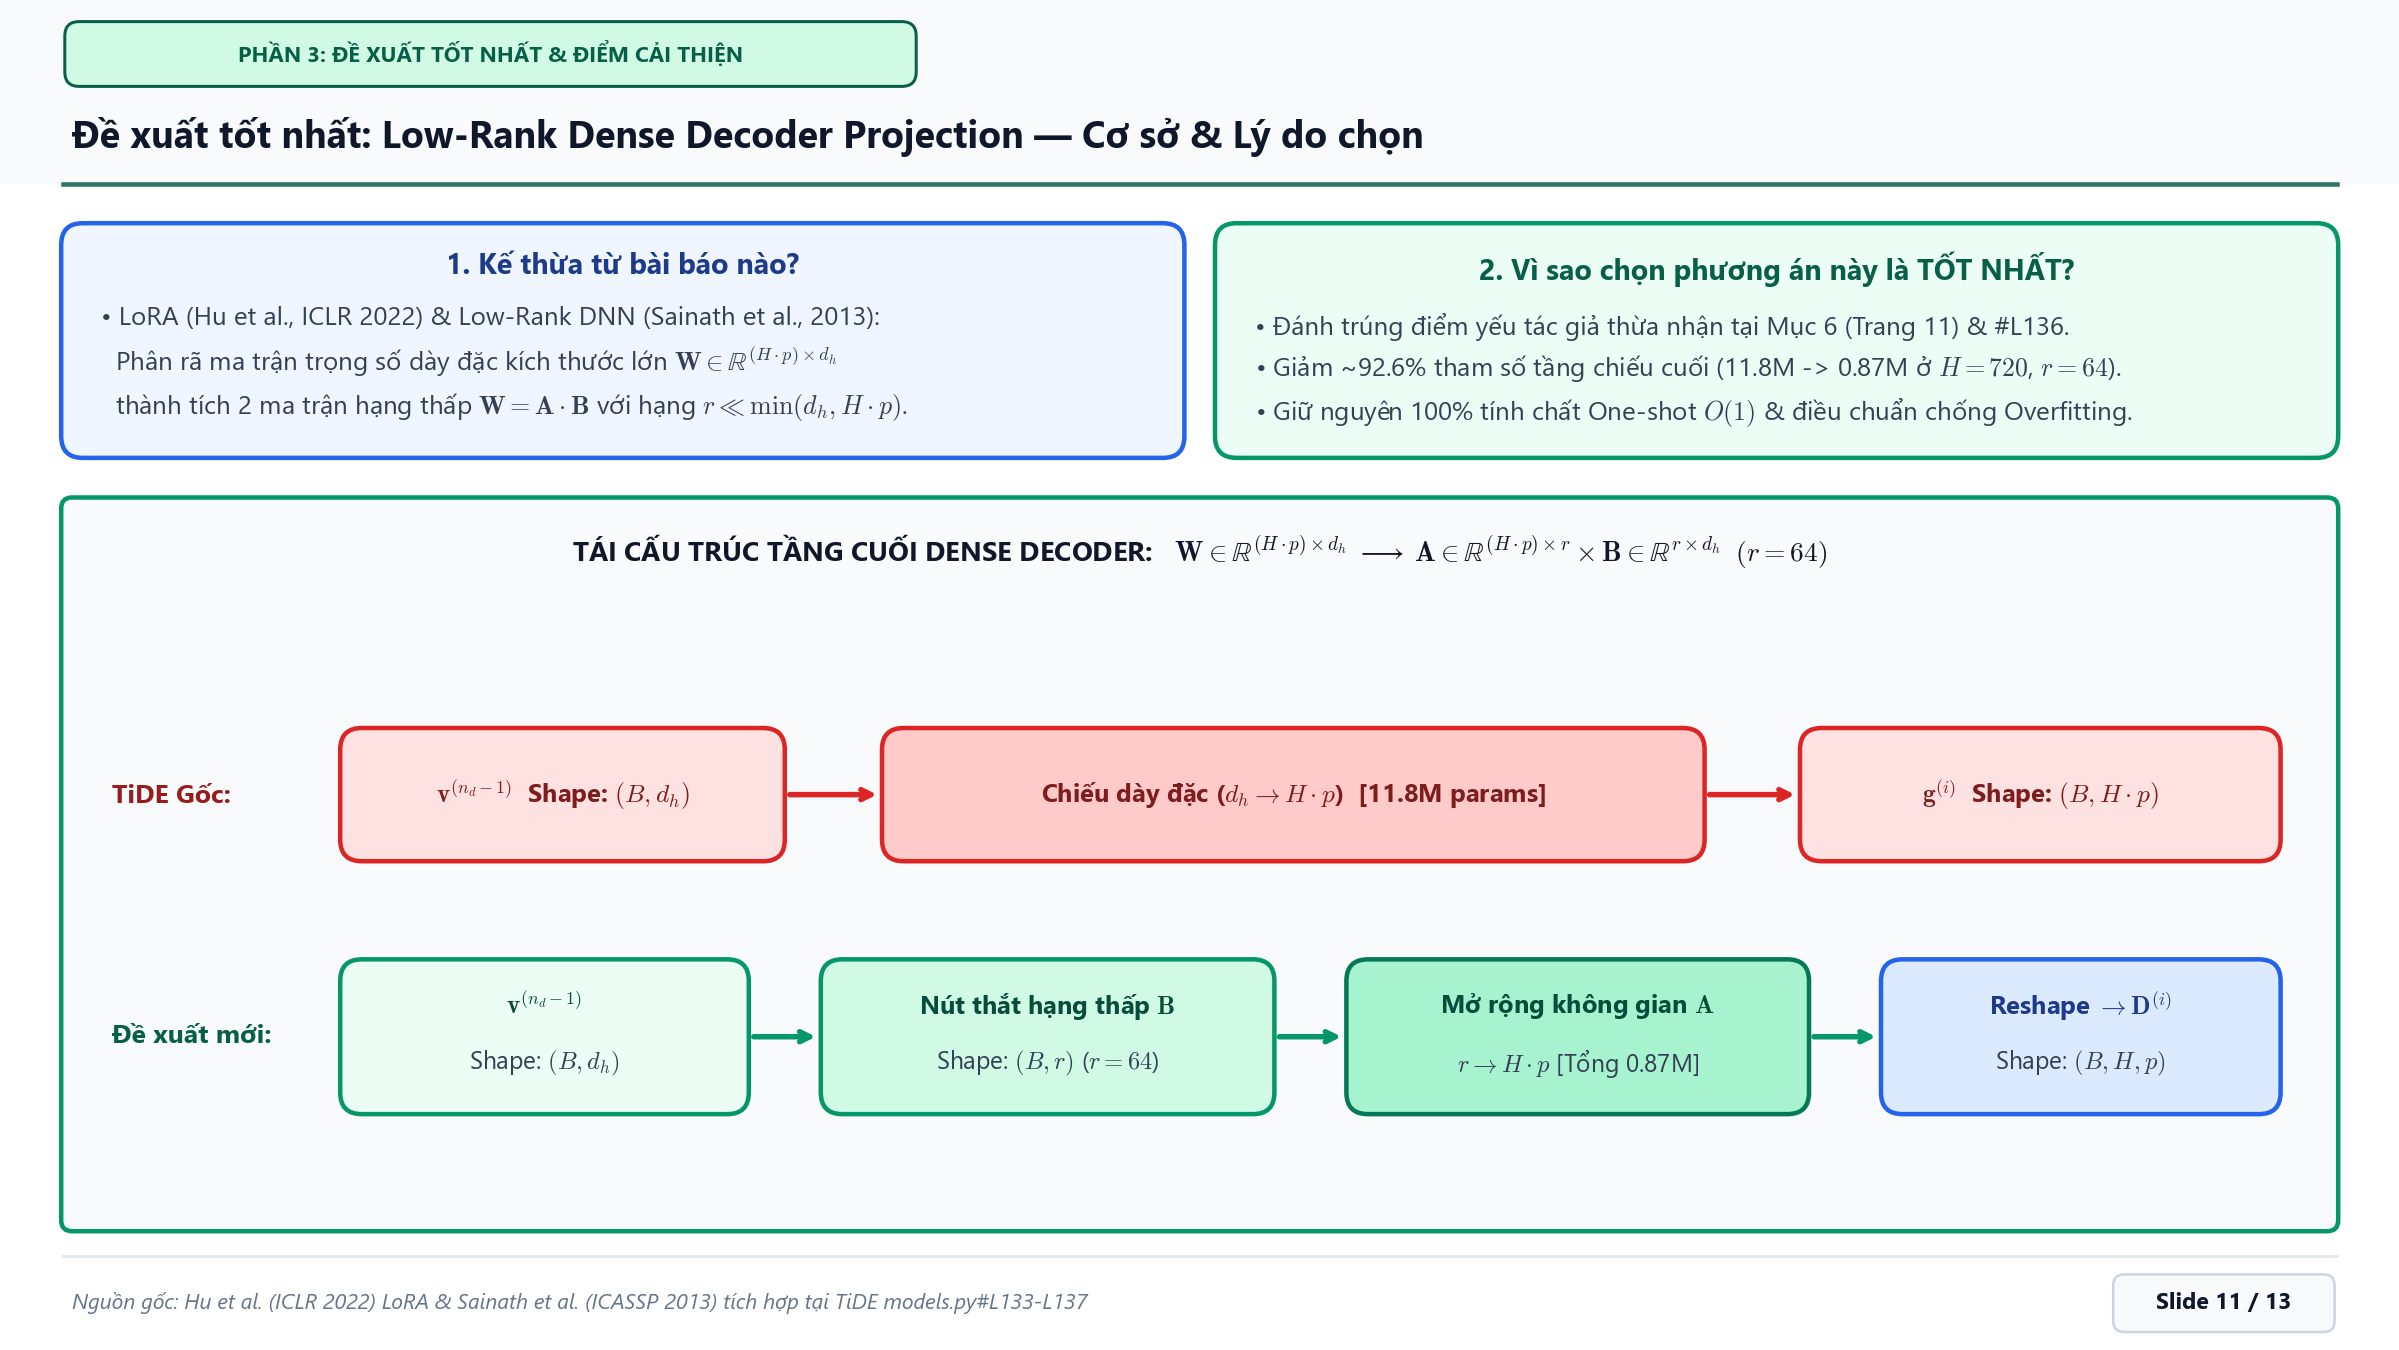 PHẦN 3: ĐỀ XUẤT TỐT NHẤT & ĐIỂM CẢI THIỆN
Đề xuất tốt nhất: Low-Rank Dense Decoder Projection — Cơ sở & Lý do chọn
1. Kế thừa từ bài báo nào?
• LoRA (Hu et al., ICLR 2022) & Low-Rank DNN (Sainath et al., 2013):
Phân rã ma trận trọng số dày đặc kích thước lớn W ∈ ℝ^{(H·p)×d_h}
thành tích 2 ma trận hạng thấp W = A · B với hạng r ≪ min(d_h, H·p).
2. Vì sao chọn phương án này là TỐT NHẤT?
• Đánh trúng điểm yếu tác giả thừa nhận tại Mục 6 (Trang 11) & #L136.
• Giảm ~92.6% tham số tầng chiếu cuối (11.8M -> 0.87M ở H = 720, r = 64).
• Giữ nguyên 100% tính chất One-shot O(1) & điều chuẩn chống Overfitting.
TÁI CẤU TRÚC TẦNG CUỐI DENSE DECODER: W ∈ ℝ^{(H·p)×d_h} ⟶ A ∈ ℝ^{(H·p)×r} × B ∈ ℝ^{r×d_h} (r = 64)
TiDE Gốc:
v^{(n_d−1)} Shape: (B, d_h)
Chiếu dày đặc (d_h → H·p) [11.8M params]
g^{(i)} Shape: (B, H·p)
Đề xuất mới:
v^{(n_d−1)}
Shape: (B, d_h)
Nút thắt hạng thấp B
Shape: (B, r) (r = 64)
Mở rộng không gian A
r → H·p [Tổng 0.87M]
Reshape → D^{(i)}
Shape: (B, H, p)
Nguồn gốc: Hu et al. (ICLR 2022) LoRA & Sainath et al. (ICASSP 2013) tích hợp tại TiDE models.py#L133-L137
Slide 11 / 13